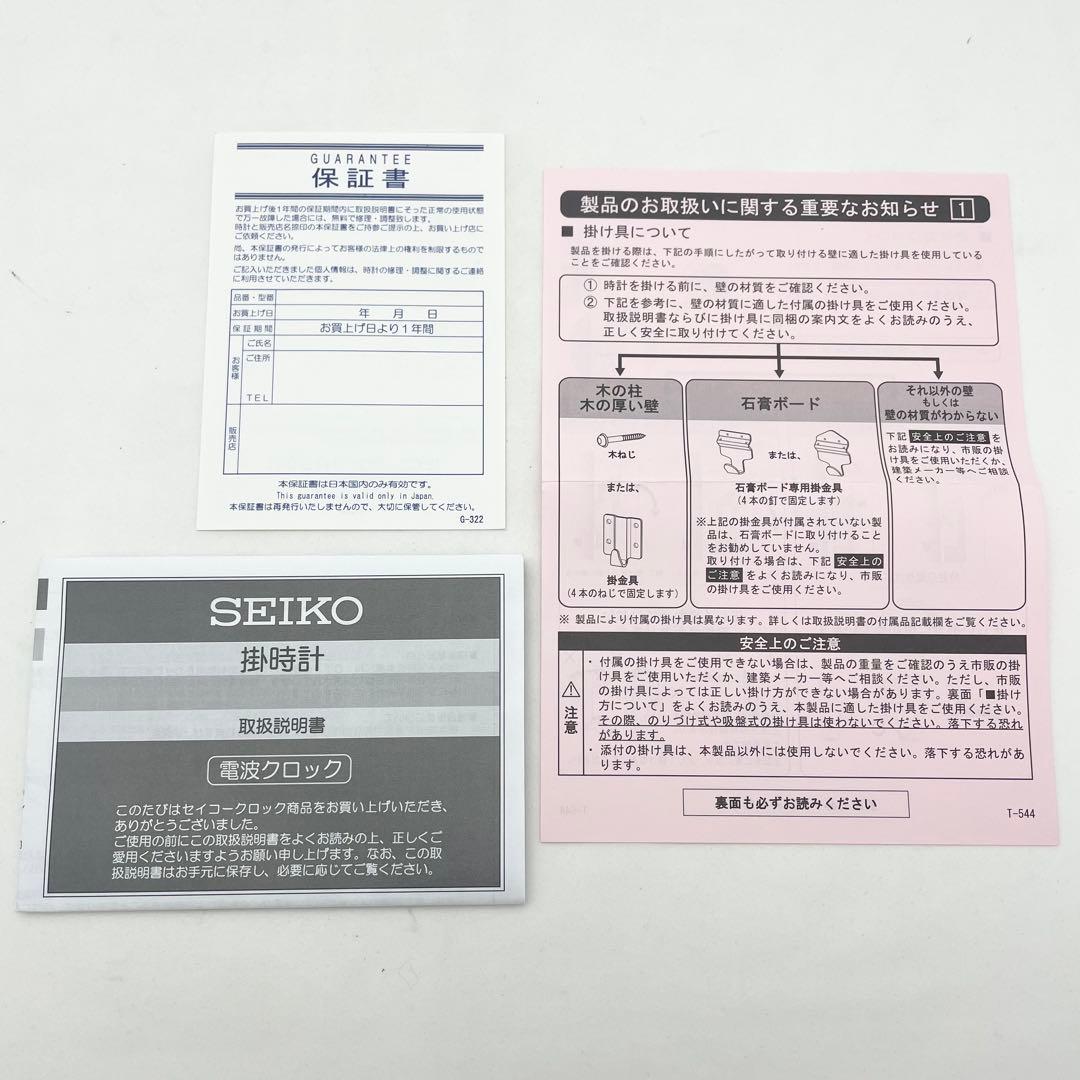 GUARANTEE
保証書
お買上げ後1年間の保証期間内に取扱説明書にそった正常の使用状態
で万一故障した場合には、無料で修理・調整致します。
時計と販売店名捺印の本保証書をご持参ご提示の上、お買い上げ店に
ご依頼ください。
尚、本保証書の発行によってお客様の法律上の権利を制限するもので
はありません。
ご記入いただきました個人情報は、時計の修理・調整に関するご連絡
に利用させていただきます。
品番・型番
お買上げ日 年 月 日
保証期間 お買上げ日より1年間
お客様
ご氏名
ご住所
TEL
販売店
本保証書は日本国内のみ有効です。
This guarantee is valid only in Japan.
本保証書は再発行いたしませんので、大切に保管してください。
G-322
製品のお取扱いに関する重要なお知らせ 1
■ 掛け具について
製品を掛ける際は、下記の手順にしたがって取り付ける壁に適した掛け具を使用している
ことをご確認ください。
① 時計を掛ける前に、壁の材質をご確認ください。
② 下記を参考に、壁の材質に適した付属の掛け具をご使用ください。
取扱説明書ならびに掛け具に同梱の案内文をよくお読みのうえ、
正しく安全に取り付けてください。
木の柱
木の厚い壁
木ねじ
または、
掛金具
(4本のねじで固定します)
石膏ボード
または、
石膏ボード専用掛金具
(4本の釘で固定します)
※上記の掛金具が付属されていない製
品は、石膏ボードに取り付けること
をお勧めしていません。
取り付ける場合は、下記 安全上の
ご注意 をよくお読みになり、市販
の掛け具をご使用ください。
それ以外の壁
もしくは
壁の材質がわからない
下記 安全上のご注意 を
お読みになり、市販の掛
け具をご使用いただくか、
建築メーカー等へご相談
ください。
※ 製品により付属の掛け具は異なります。詳しくは取扱説明書の付属品記載欄をご覧ください。
安全上のご注意
注意
・付属の掛け具をご使用できない場合は、製品の重量をご確認のうえ市販の掛
け具をご使用いただくか、建築メーカー等へご相談ください。ただし、市販
の掛け具によっては正しい掛け方ができない場合があります。裏面「■掛け
方について」をよくお読みのうえ、本製品に適した掛け具をご使用ください。
その際、のりづけ式や吸盤式の掛け具は使わないでください。落下する恐れ
があります。
・添付の掛け具は、本製品以外には使用しないでください。落下する恐れがあ
ります。
裏面も必ずお読みください
T-544
SEIKO
掛時計
取扱説明書
電波クロック
このたびはセイコークロック商品をお買い上げいただき、
ありがとうございました。
ご使用の前にこの取扱説明書をよくお読みの上、正しくご
愛用くださいますようお願い申し上げます。なお、この取
扱説明書はお手元に保存し、必要に応じてご覧ください。